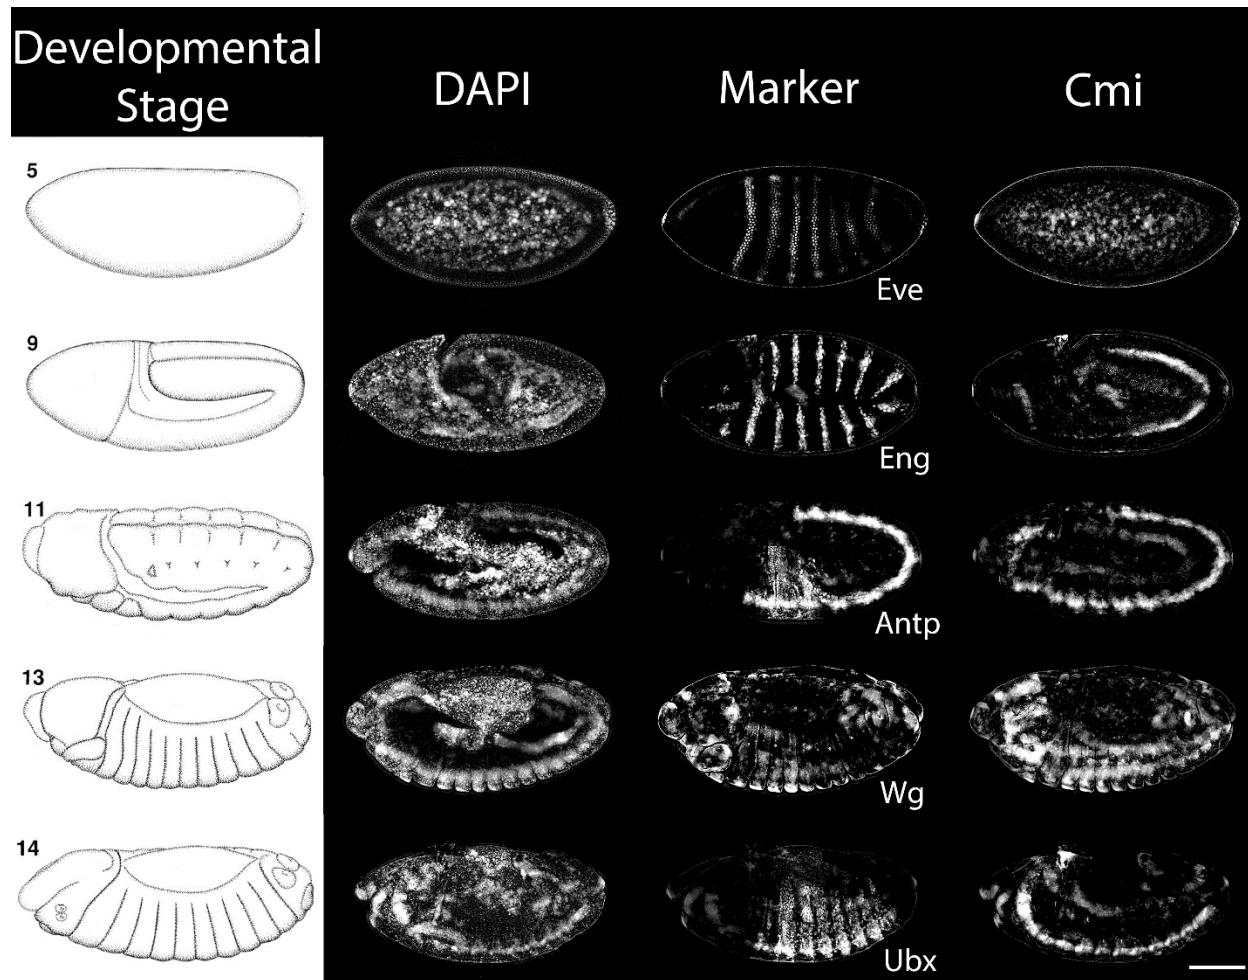 Developmental
Stage
DAPI
Marker
Cmi
5
Eve
9
Eng
11
Antp
13
Wg
14
Ubx